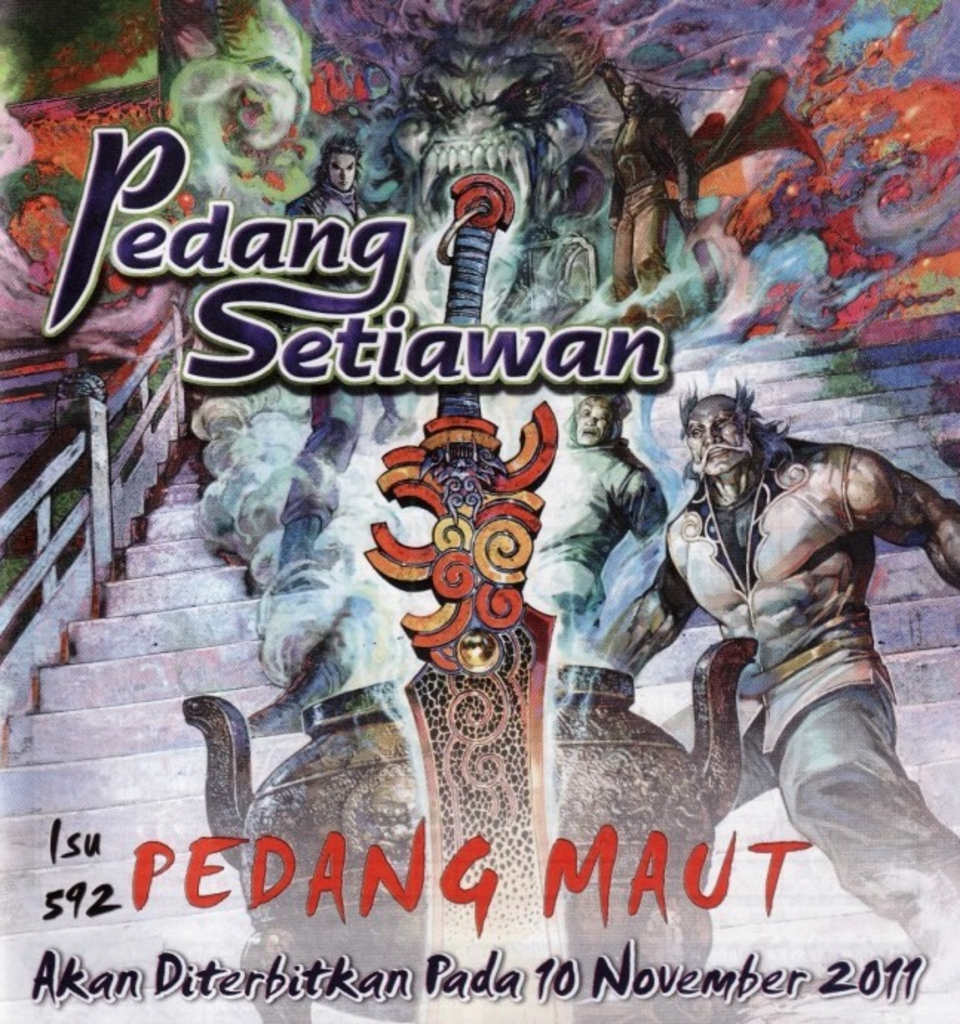 Pedang
Setiawan
Isu
592
PEDANG MAUT
Akan Diterbitkan Pada 10 November 2011